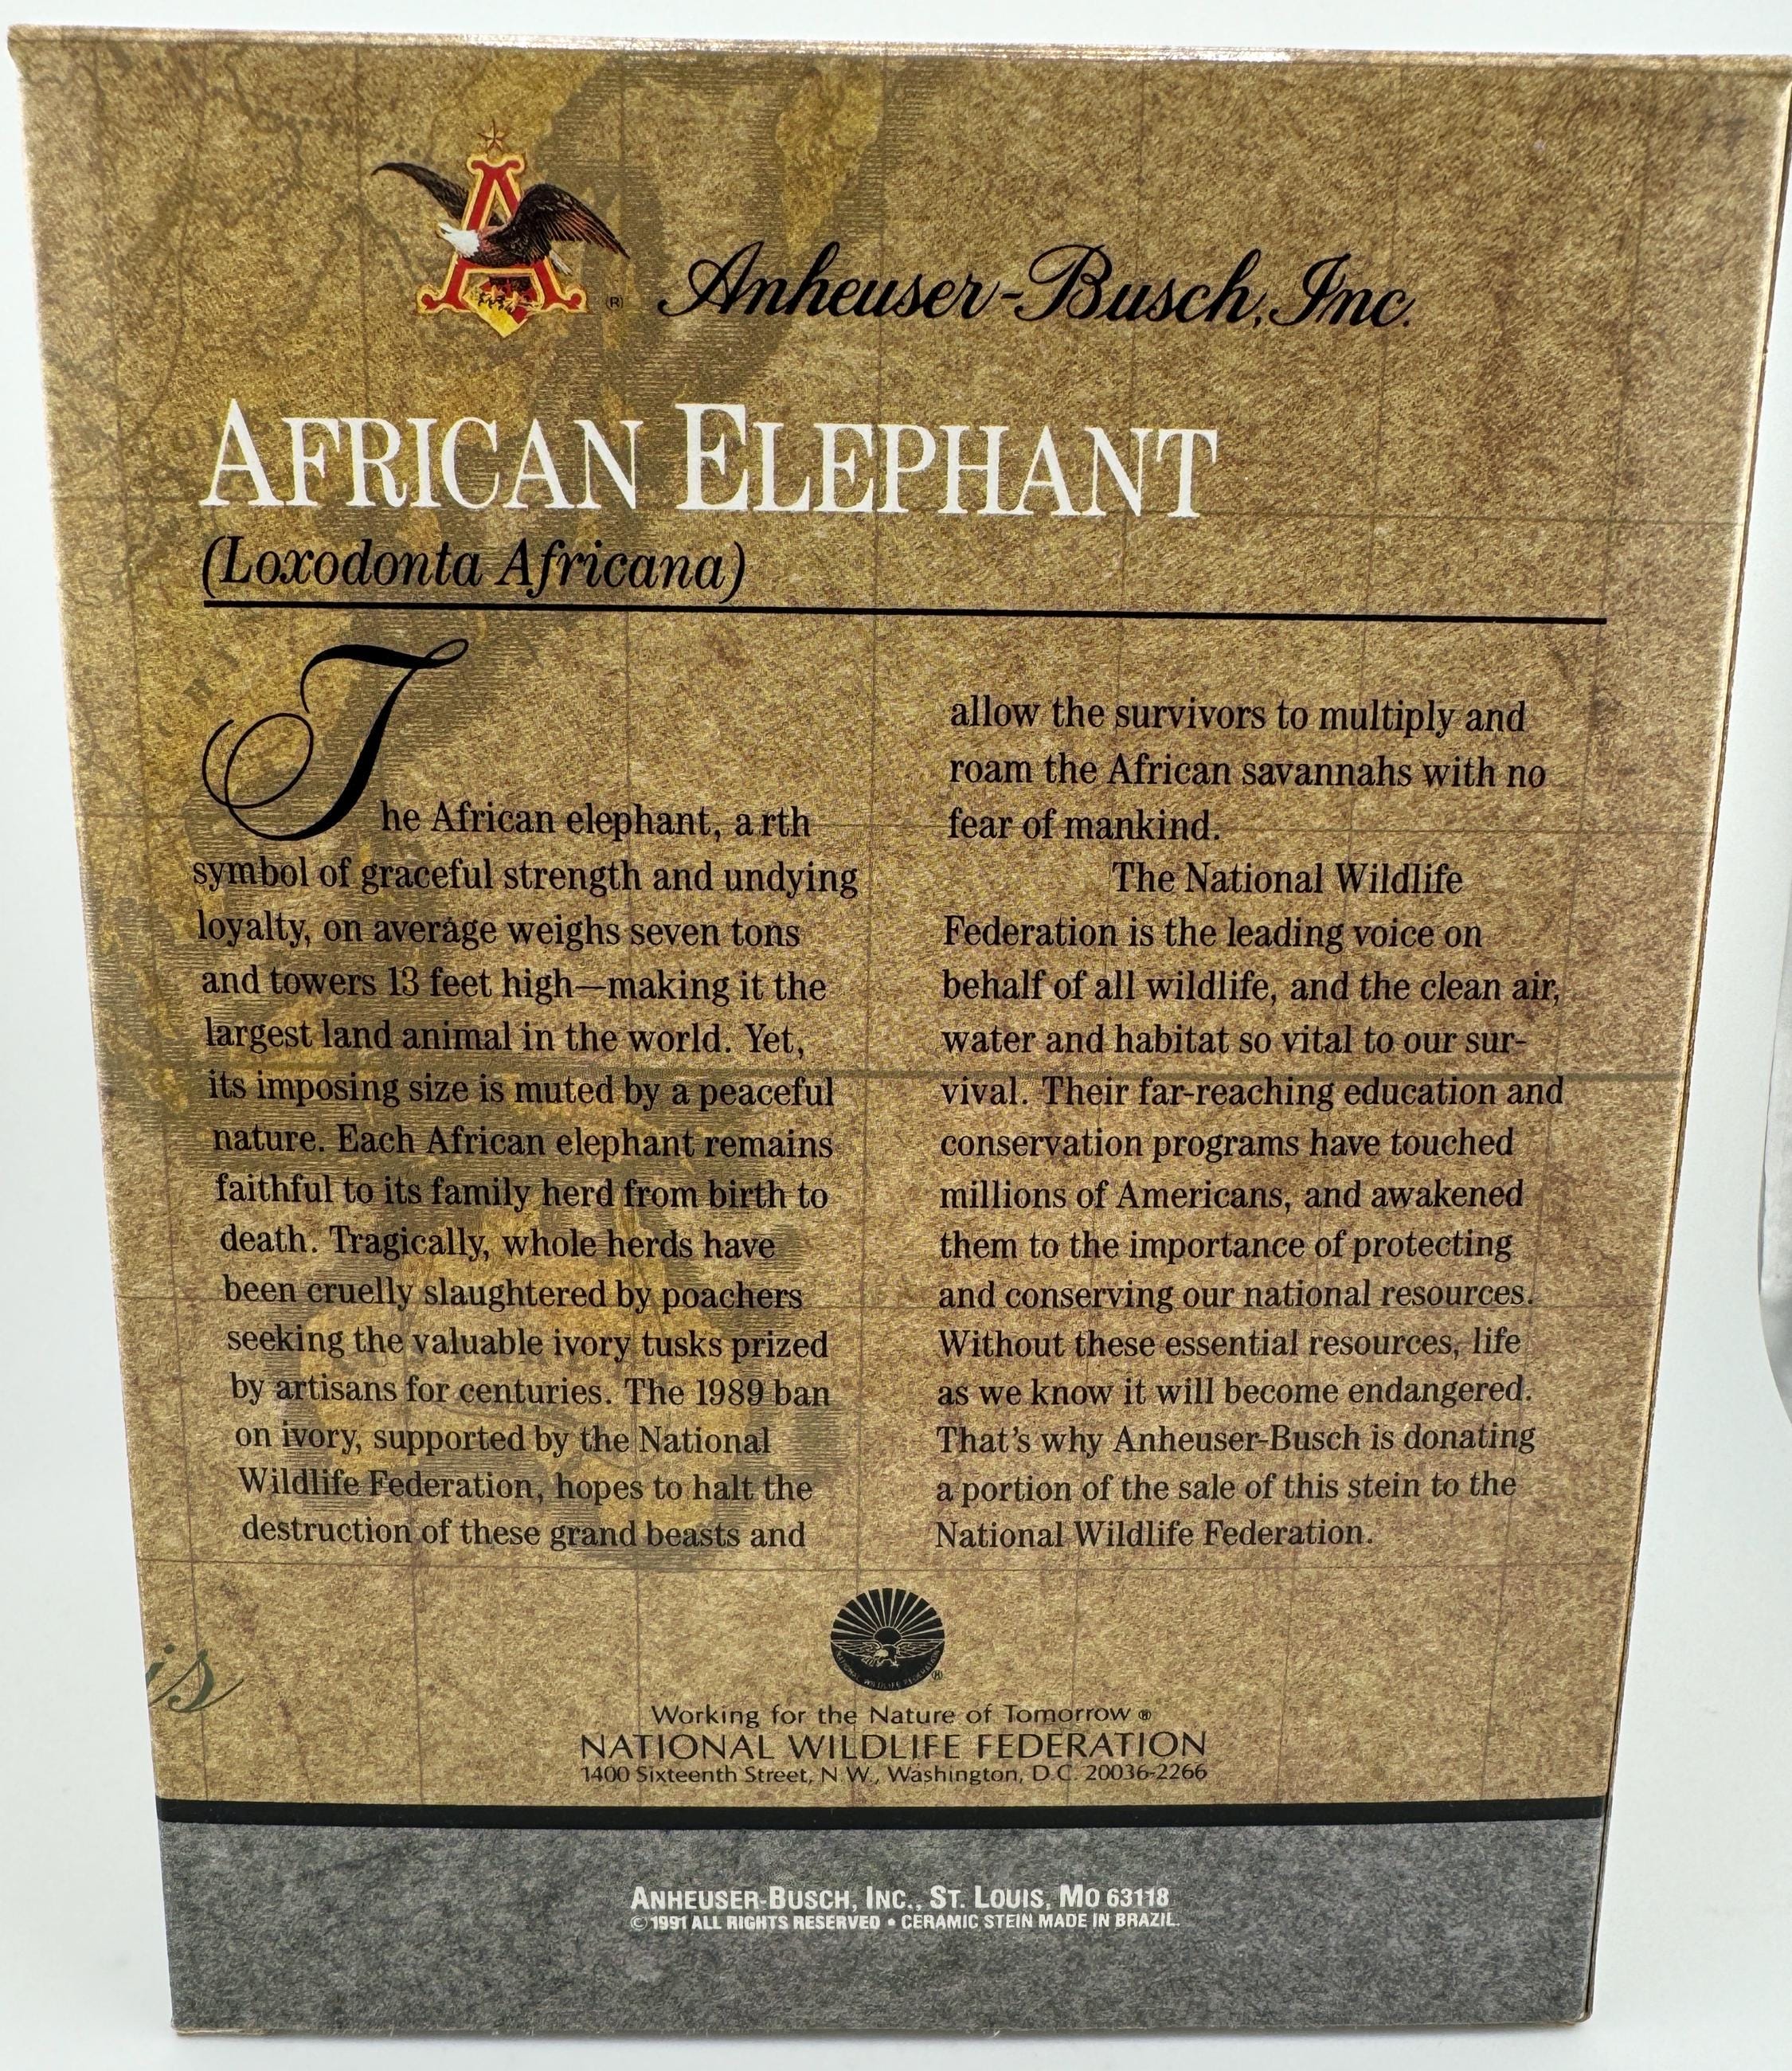 Anheuser-Busch, Inc.
AFRICAN ELEPHANT
(Loxodonta Africana)
The African elephant, a rth
symbol of graceful strength and undying
loyalty, on average weighs seven tons
and towers 13 feet high—making it the
largest land animal in the world. Yet,
its imposing size is muted by a peaceful
nature. Each African elephant remains
faithful to its family herd from birth to
death. Tragically, whole herds have
been cruelly slaughtered by poachers
seeking the valuable ivory tusks prized
by artisans for centuries. The 1989 ban
on ivory, supported by the National
Wildlife Federation, hopes to halt the
destruction of these grand beasts and
allow the survivors to multiply and
roam the African savannahs with no
fear of mankind.
The National Wildlife
Federation is the leading voice on
behalf of all wildlife, and the clean air,
water and habitat so vital to our sur-
vival. Their far-reaching education and
conservation programs have touched
millions of Americans, and awakened
them to the importance of protecting
and conserving our national resources.
Without these essential resources, life
as we know it will become endangered.
That's why Anheuser-Busch is donating
a portion of the sale of this stein to the
National Wildlife Federation.
is
NATIONAL WILDLIFE FEDERATION ®
Working for the Nature of Tomorrow ®
NATIONAL WILDLIFE FEDERATION
1400 Sixteenth Street, N.W., Washington, D.C. 20036-2266
ANHEUSER-BUSCH, INC., ST. LOUIS, MO 63118
© 1991 ALL RIGHTS RESERVED • CERAMIC STEIN MADE IN BRAZIL.